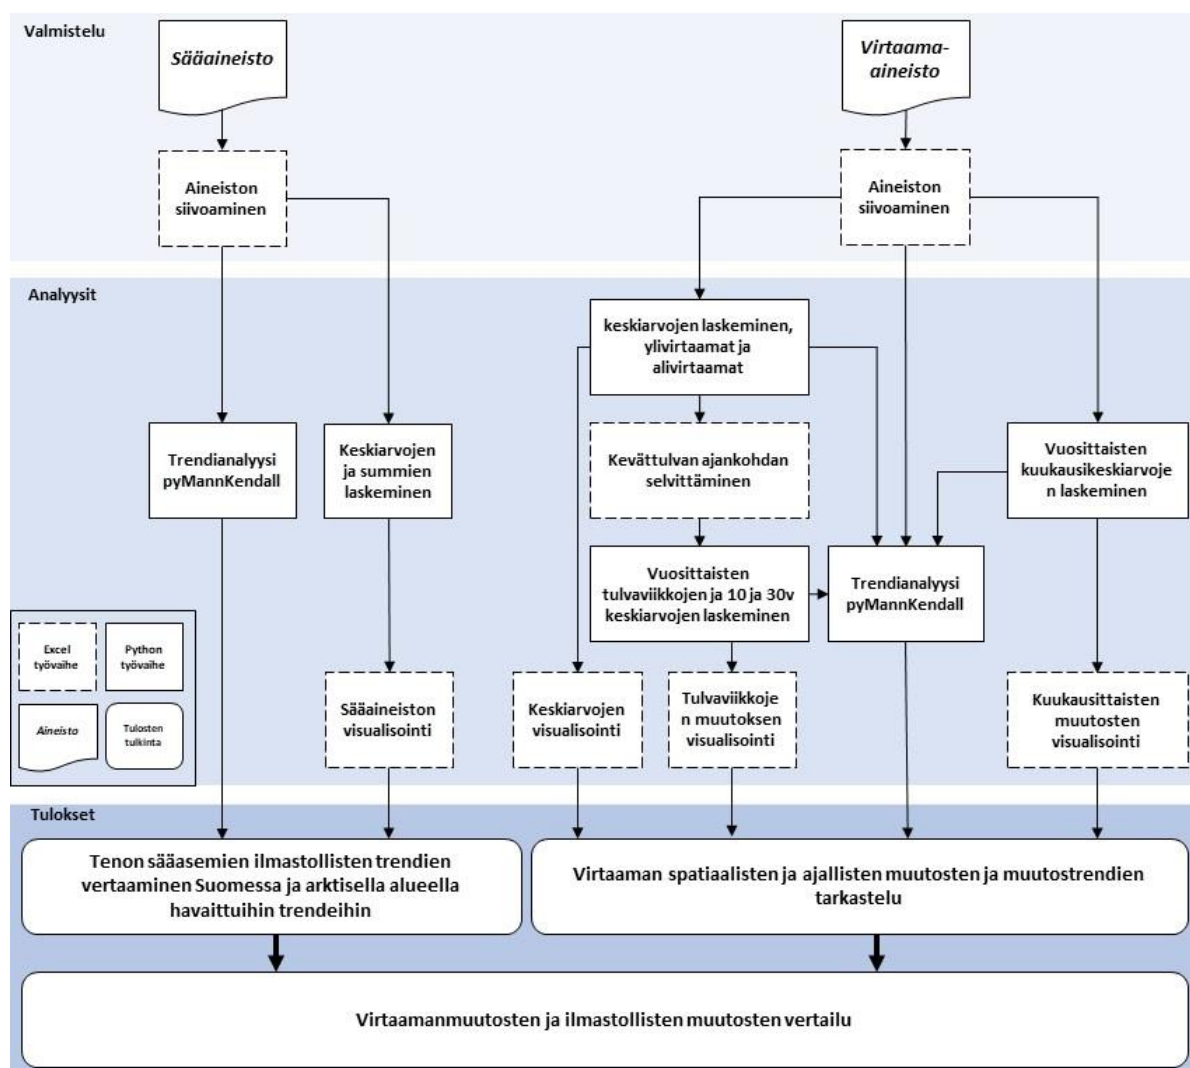 Valmistelu
Sääaineisto
Virtaama-
aineisto
Aineiston
siivoaminen
Aineiston
siivoaminen
Analyysit
keskiarvojen laskeminen,
ylivirtaamat ja
alivirtaamat
Trendianalyysi
pyMannKendall
Keskiarvojen
ja summien
laskeminen
Kevättulvan ajankohdan
selvittäminen
Vuosittaisten
kuukausikeskiarvoje
n laskeminen
Vuosittaisten
tulvaviikkojen ja 10 ja 30v
keskiarvojen laskeminen
Trendianalyysi
pyMannKendall
Excel
työvaihe
Python
työvaihe
Aineisto
Tulosten
tulkinta
Sääaineiston
visualisointi
Keskiarvojen
visualisointi
Tulvaviikkoje
n muutoksen
visualisointi
Kuukausittaisten
muutosten
visualisointi
Tulokset
Tenon sääasemien ilmastollisten trendien
vertaaminen Suomessa ja arktisella alueella
havaittuihin trendeihin
Virtaaman spatiaalisten ja ajallisten muutosten ja muutostrendien
tarkastelu
Virtaamanmuutosten ja ilmastollisten muutosten vertailu